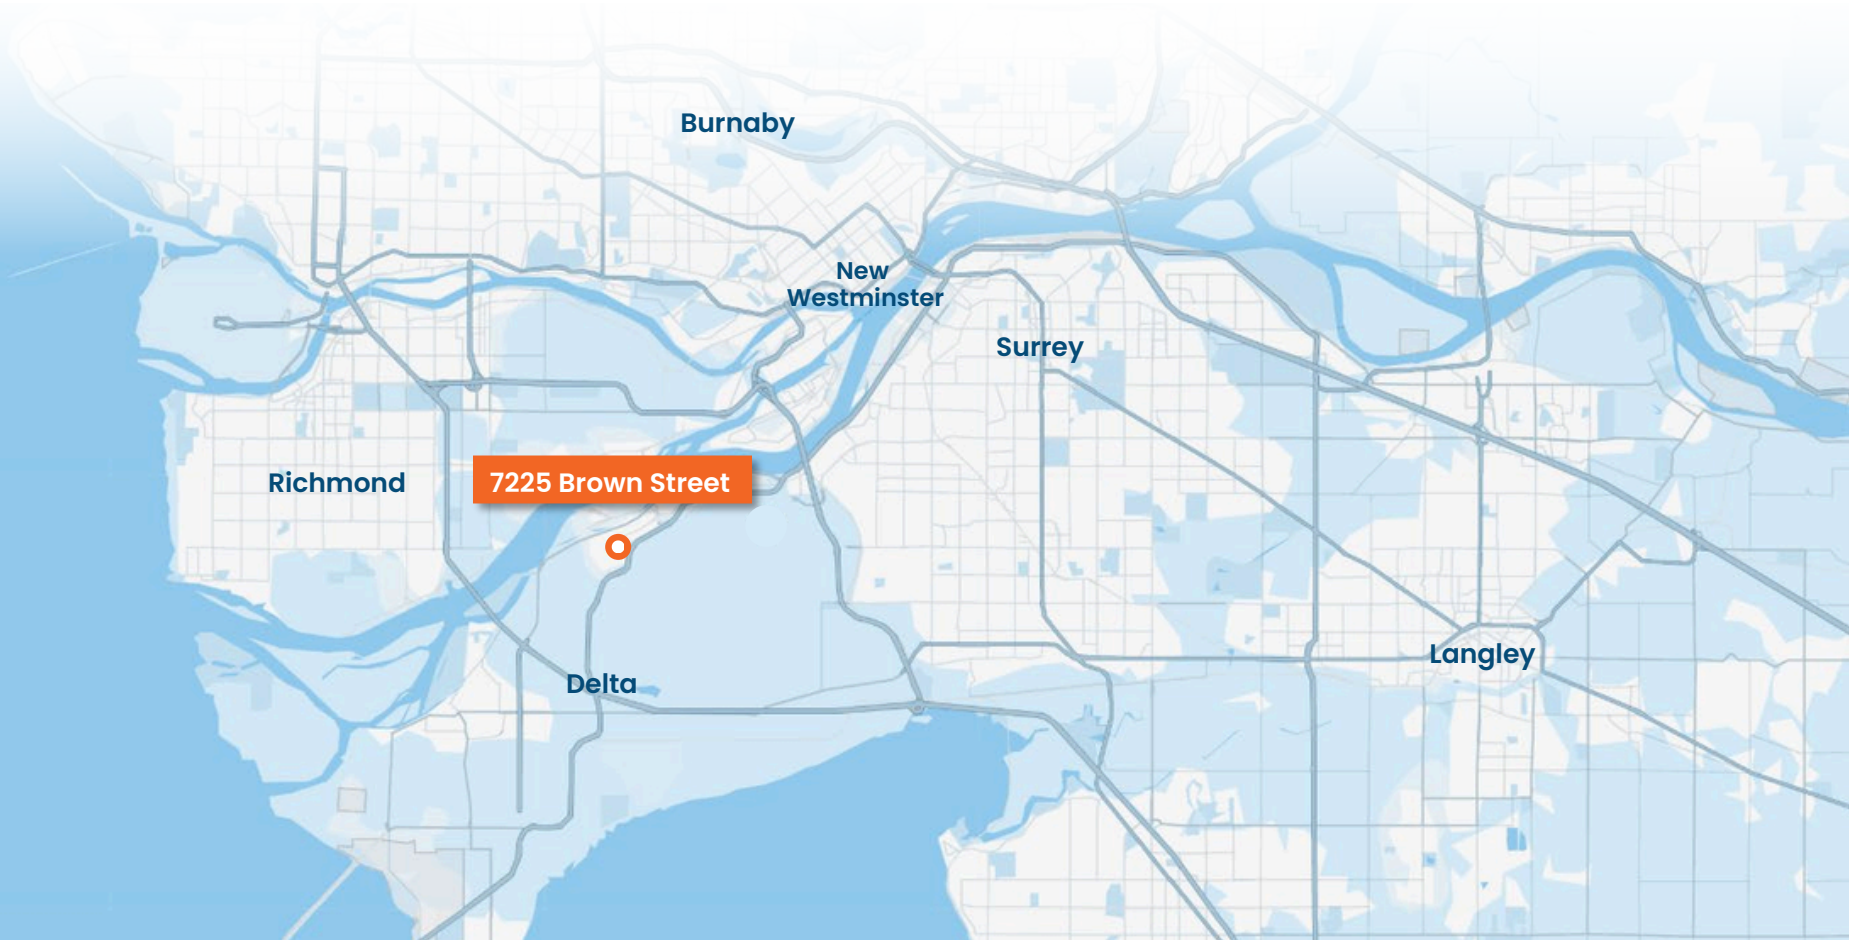 Burnaby
New
Westminster
Surrey
Richmond
7225 Brown Street
Langley
Delta